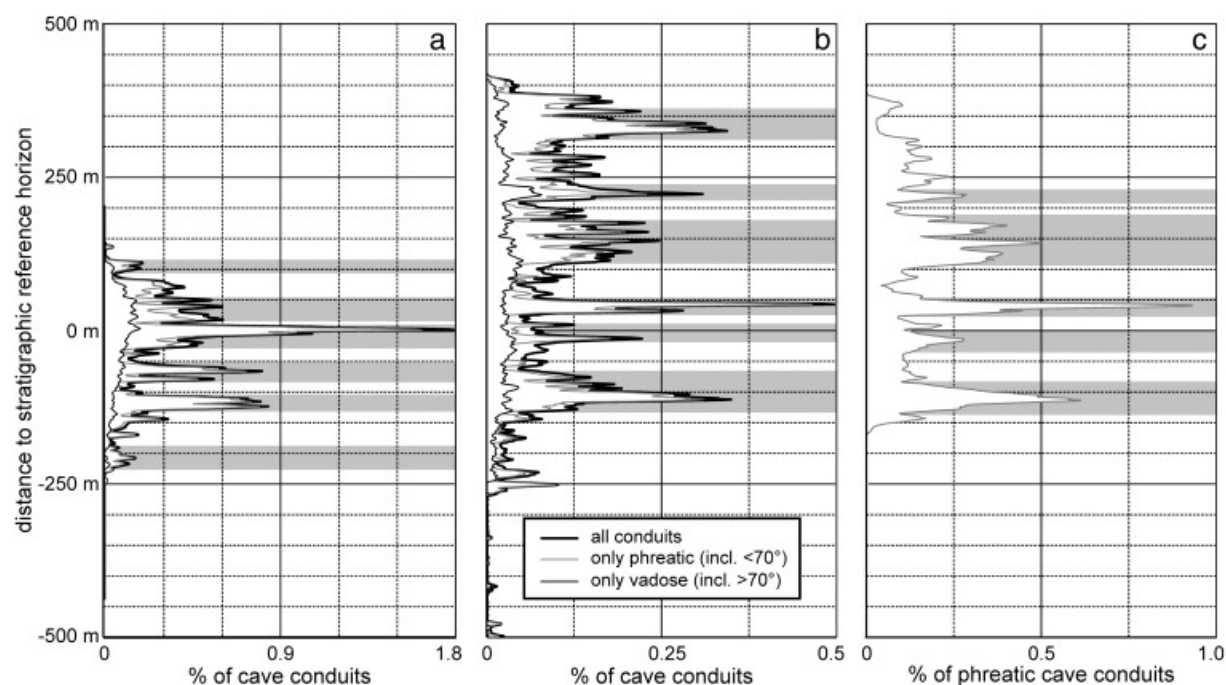 500 m
a
b
c
250 m
0 m
-250 m
-500 m
distance to stratigraphic reference horizon
all conduits
only phreatic (incl. <70°)
only vadose (incl. >70°)
0 0.9 1.8
0 0.25 0.5
0 0.5 1.0
% of cave conduits
% of cave conduits
% of phreatic cave conduits